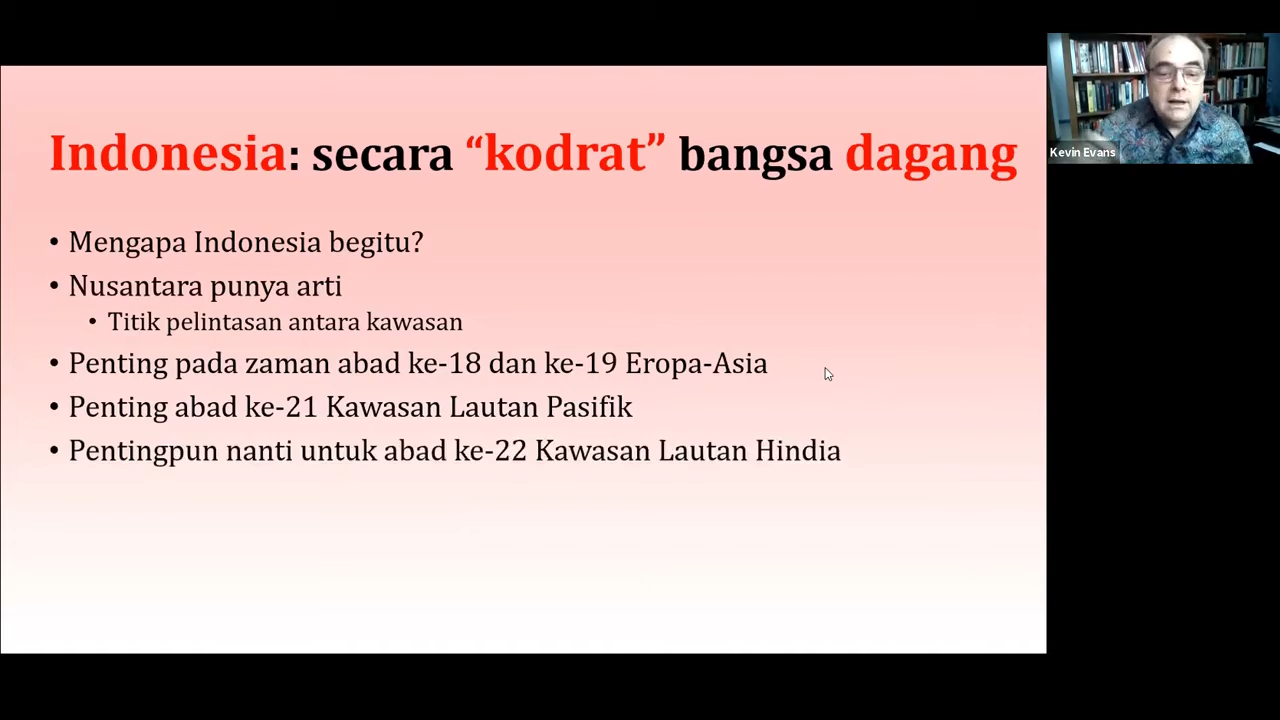 Indonesia: secara “kodrat” bangsa dagang
• Mengapa Indonesia begitu?
• Nusantara punya arti
• Titik pelintasan antara kawasan
• Penting pada zaman abad ke-18 dan ke-19 Eropa-Asia
• Penting abad ke-21 Kawasan Lautan Pasifik
• Pentingpun nanti untuk abad ke-22 Kawasan Lautan Hindia
Kevin Evans